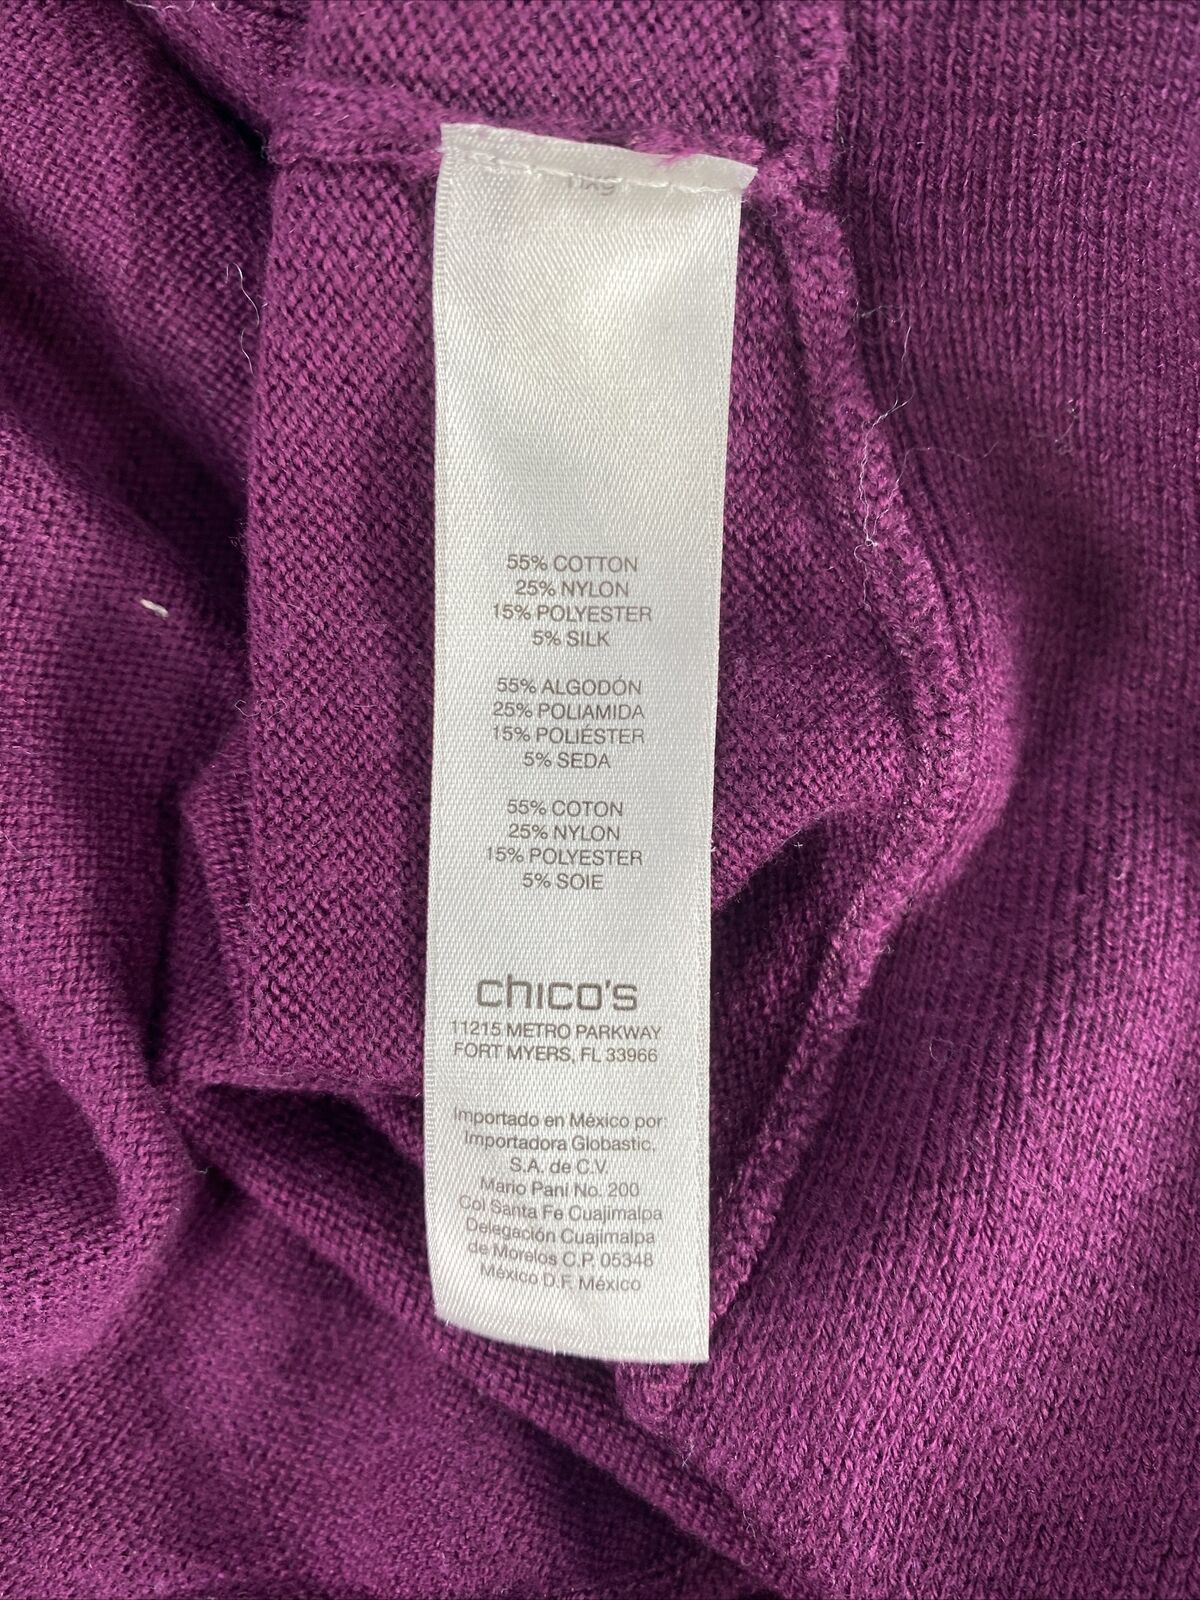 55% COTTON
25% NYLON
15% POLYESTER
5% SILK
55% ALGODÓN
25% POLIAMIDA
15% POLIÉSTER
5% SEDA
55% COTON
25% NYLON
15% POLYESTER
5% SOIE
chico's
11215 METRO PARKWAY
FORT MYERS, FL 33966
Importado en México por:
Importadora Globastic,
S.A. de C.V.
Mario Pani No. 200
Col Santa Fe Cuajimalpa
Delegación Cuajimalpa
de Morelos C.P. 05348
México D.F. México